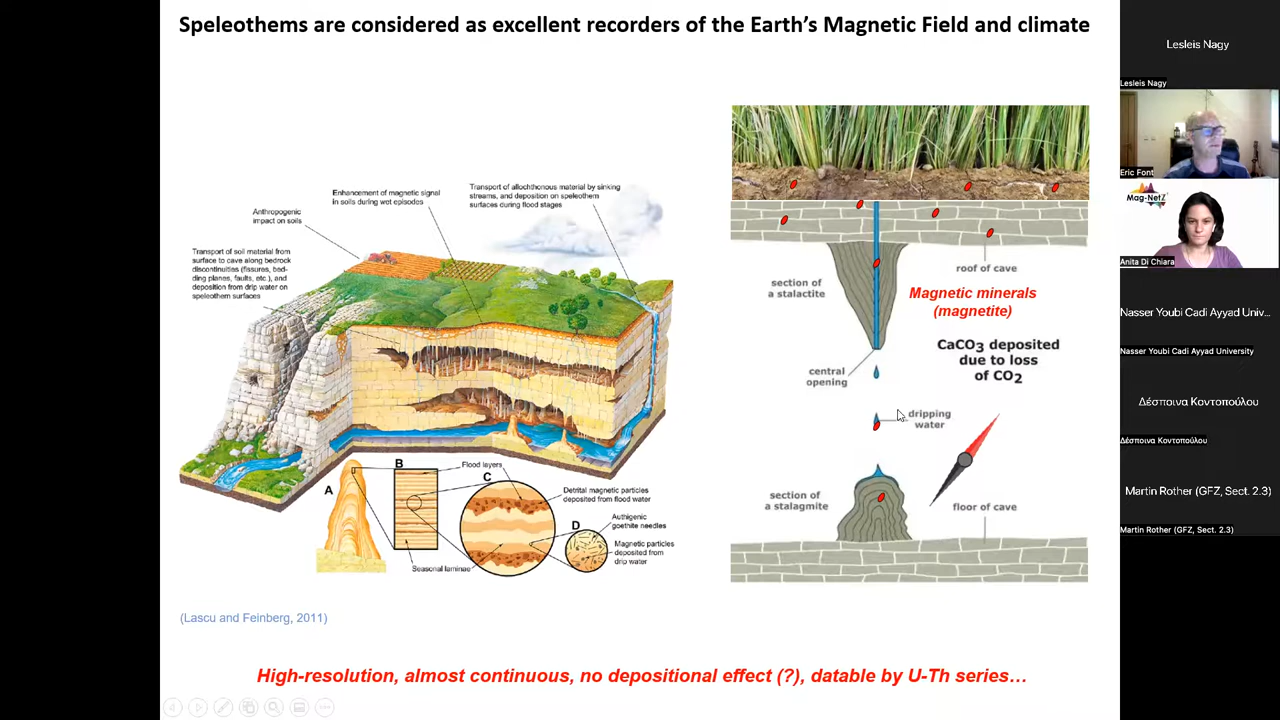 Speleothems are considered as excellent recorders of the Earth's Magnetic Field and climate
Enhancement of magnetic signal
in soils during wet episodes
Transport of allochthonous material by sinking
streams, and deposition on speleothem
surfaces during flood stages
Anthropogenic
impact on soils
Transport of soil material from
surface to cave along bedrock
discontinuities (fissures, bed-
ding planes, faults, etc.), and
deposition from drip water on
speleothem surfaces
A
B
Flood layers
C
Detrital magnetic particles
deposited from flood water
D
Authigenic
goethite needles
Magnetic particles
deposited from
drip water
Seasonal laminae
(Lascu and Feinberg, 2011)
roof of cave
section of
a stalactite
Magnetic minerals
(magnetite)
CaCO3 deposited
due to loss
of CO2
central
opening
dripping
water
section of
a stalagmite
floor of cave
High-resolution, almost continuous, no depositional effect (?), datable by U-Th series…
Lesleis Nagy
Lesleis Nagy
Eric Font
Mag-NetZ
Anita Di Chiara
Nasser Youbi Cadi Ayyad Univ...
Nasser Youbi Cadi Ayyad University
Δέσποινα Κοντοπούλου
Δέσποινα Κοντοπούλου
Martin Rother (GFZ, Sect. 2.3)
Martin Rother (GFZ, Sect. 2.3)